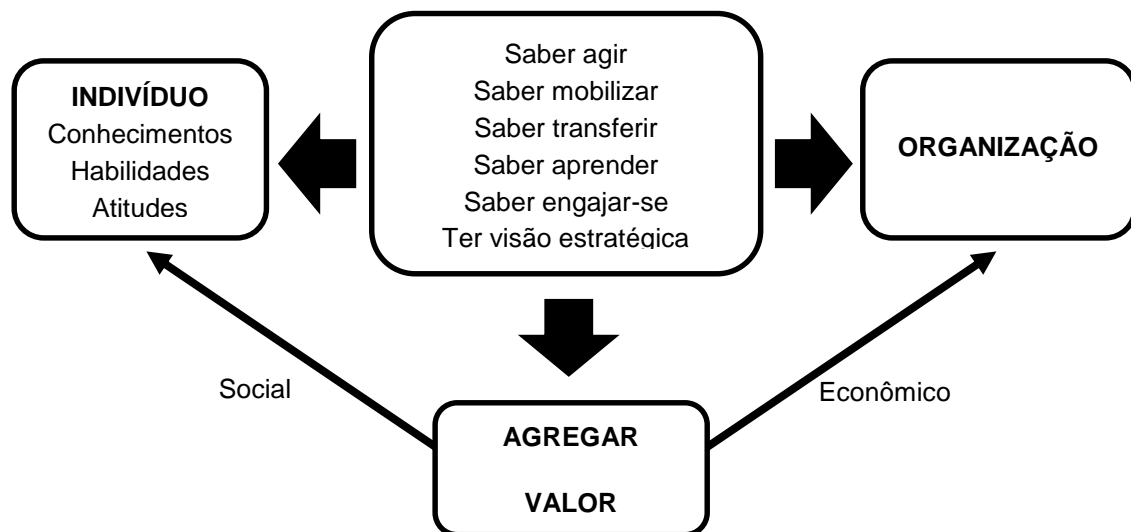 INDIVÍDUO
Conhecimentos
Habilidades
Atitudes
Saber agir
Saber mobilizar
Saber transferir
Saber aprender
Saber engajar-se
Ter visão estratégica
ORGANIZAÇÃO
Social
Econômico
AGREGAR
VALOR